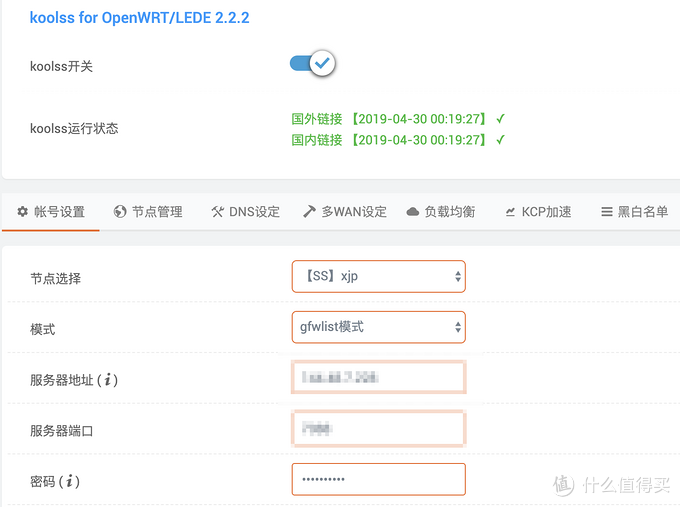 koolss for OpenWRT/LEDE 2.2.2
koolss开关
koolss运行状态
国外链接 【2019-04-30 00:19:27】 ✓
国内链接 【2019-04-30 00:19:27】 ✓
帐号设置 节点管理 DNS设定 多WAN设定 负载均衡 KCP加速 黑白名单
节点选择 【SS】xjp
模式 gfwlist模式
服务器地址 (i)
服务器端口
密码 (i) ••••••••••
值 什么值得买